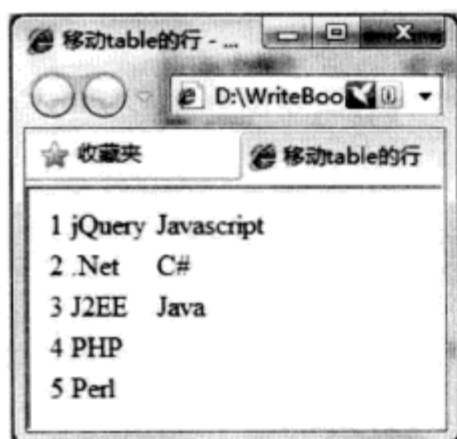 移动table的行 - ...
D:\WriteBoo
收藏夹
移动table的行
1 jQuery Javascript
2 .Net C#
3 J2EE Java
4 PHP
5 Perl